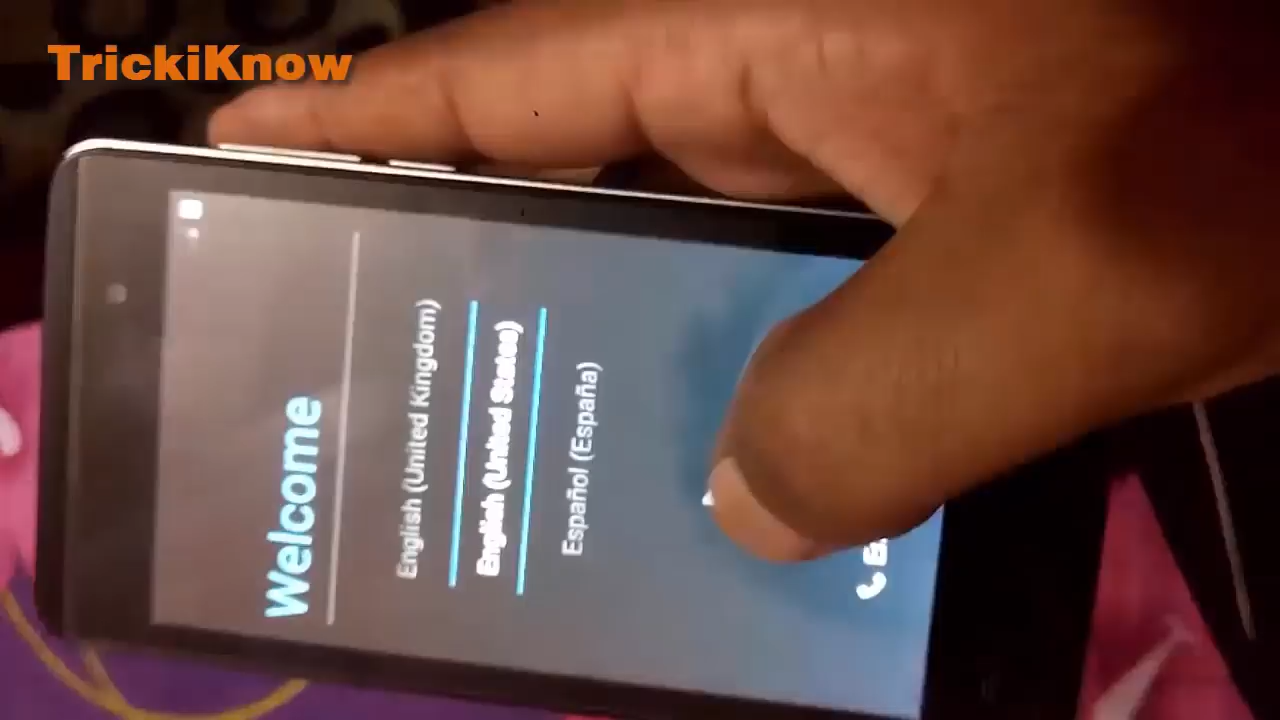 TrickiKnow
Welcome
English (United Kingdom)
English (United States)
Español (España)